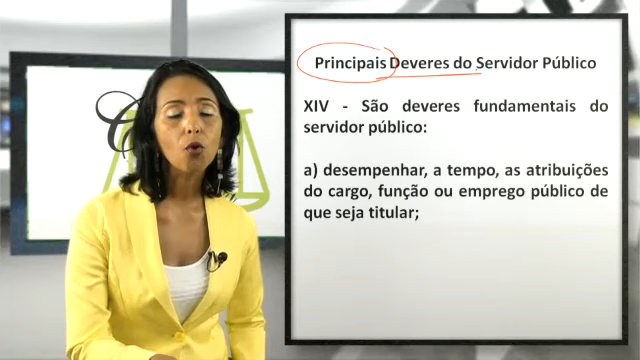 Principais Deveres do Servidor Público
XIV - São deveres fundamentais do
servidor público:
a) desempenhar, a tempo, as atribuições
do cargo, função ou emprego público de
que seja titular;